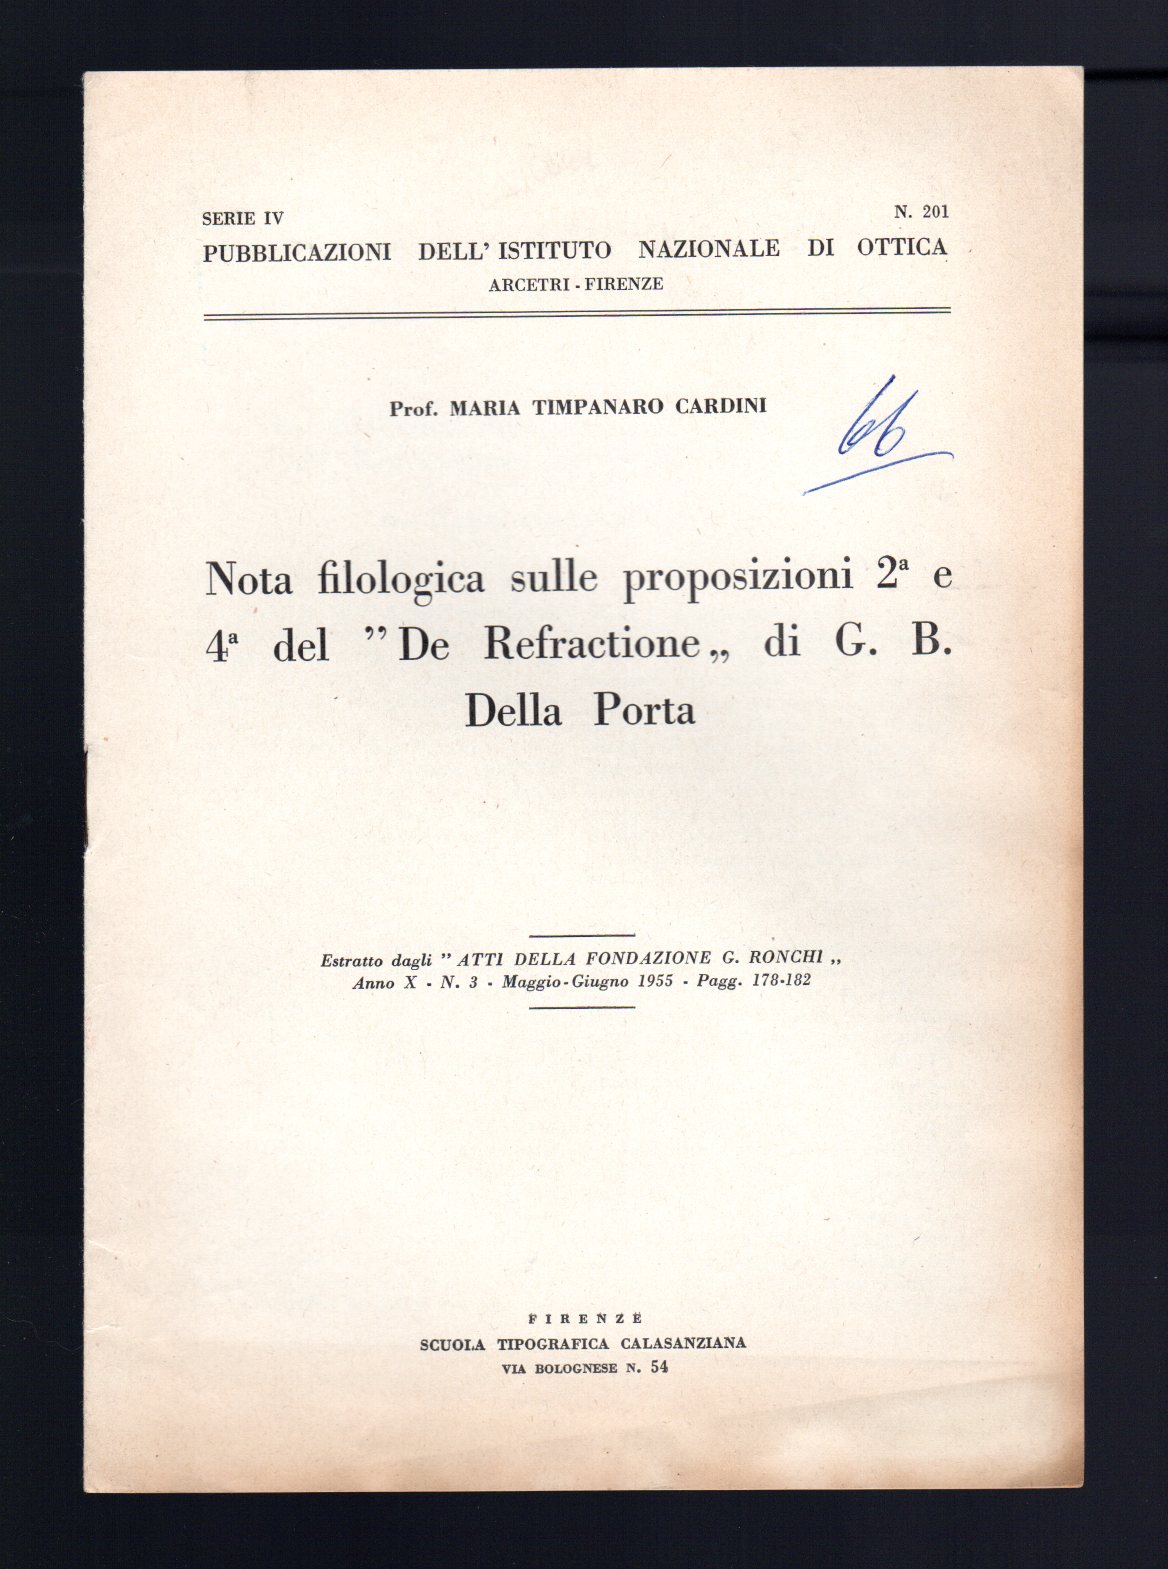 SERIE IV
N. 201
PUBBLICAZIONI DELL' ISTITUTO NAZIONALE DI OTTICA
ARCETRI - FIRENZE
Prof. MARIA TIMPANARO CARDINI
66
Nota filologica sulle proposizioni 2ª e
4ª del ” De Refractione „ di G. B.
Della Porta
Estratto dagli ” ATTI DELLA FONDAZIONE G. RONCHI „
Anno X - N. 3 - Maggio-Giugno 1955 - Pagg. 178-182
FIRENZE
SCUOLA TIPOGRAFICA CALASANZIANA
VIA BOLOGNESE N. 54